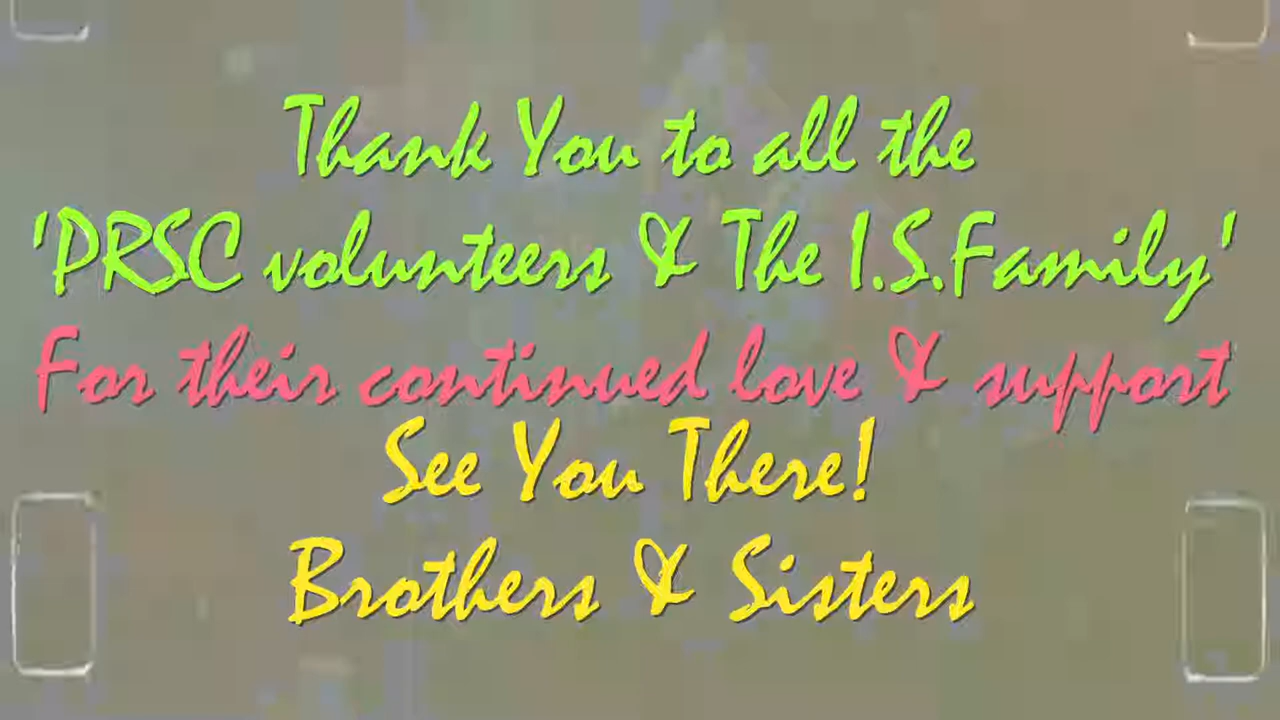 Thank You to all the
'PRSC volunteers & The I.S.Family'
For their continued love & support
See You There!
Brothers & Sisters